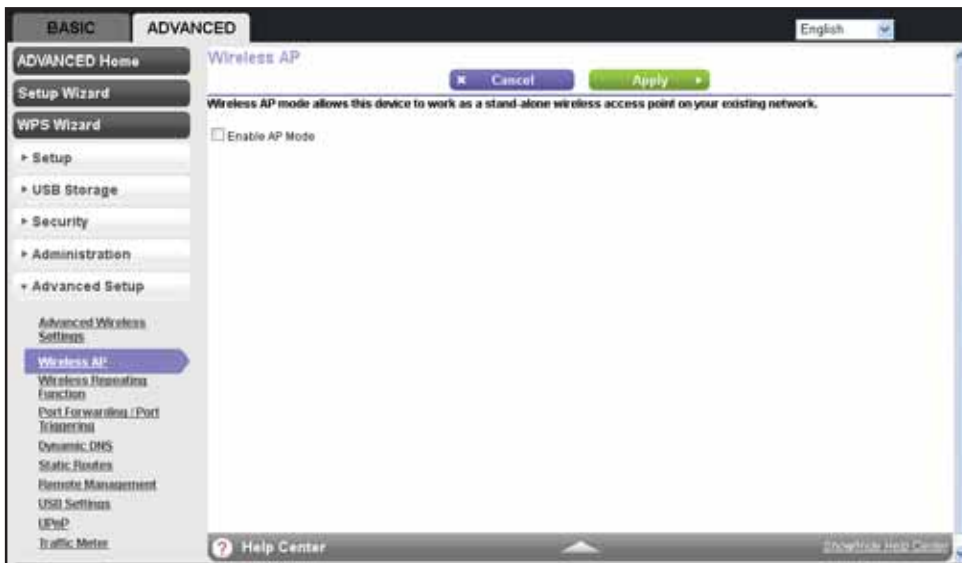 BASIC
ADVANCED
English
ADVANCED Home
Setup Wizard
WPS Wizard
Setup
USB Storage
Security
Administration
Advanced Setup
Advanced Wireless
Settings
Wireless AP
Wireless Repeating
Function
Port Forwarding / Port
Triggering
Dynamic DNS
Static Routes
Remote Management
USB Settings
UPnP
Traffic Meter
Wireless AP
Cancel
Apply
Wireless AP mode allows this device to work as a stand-alone wireless access point on your existing network.
Enable AP Mode
Help Center
Show/Hide Help Center